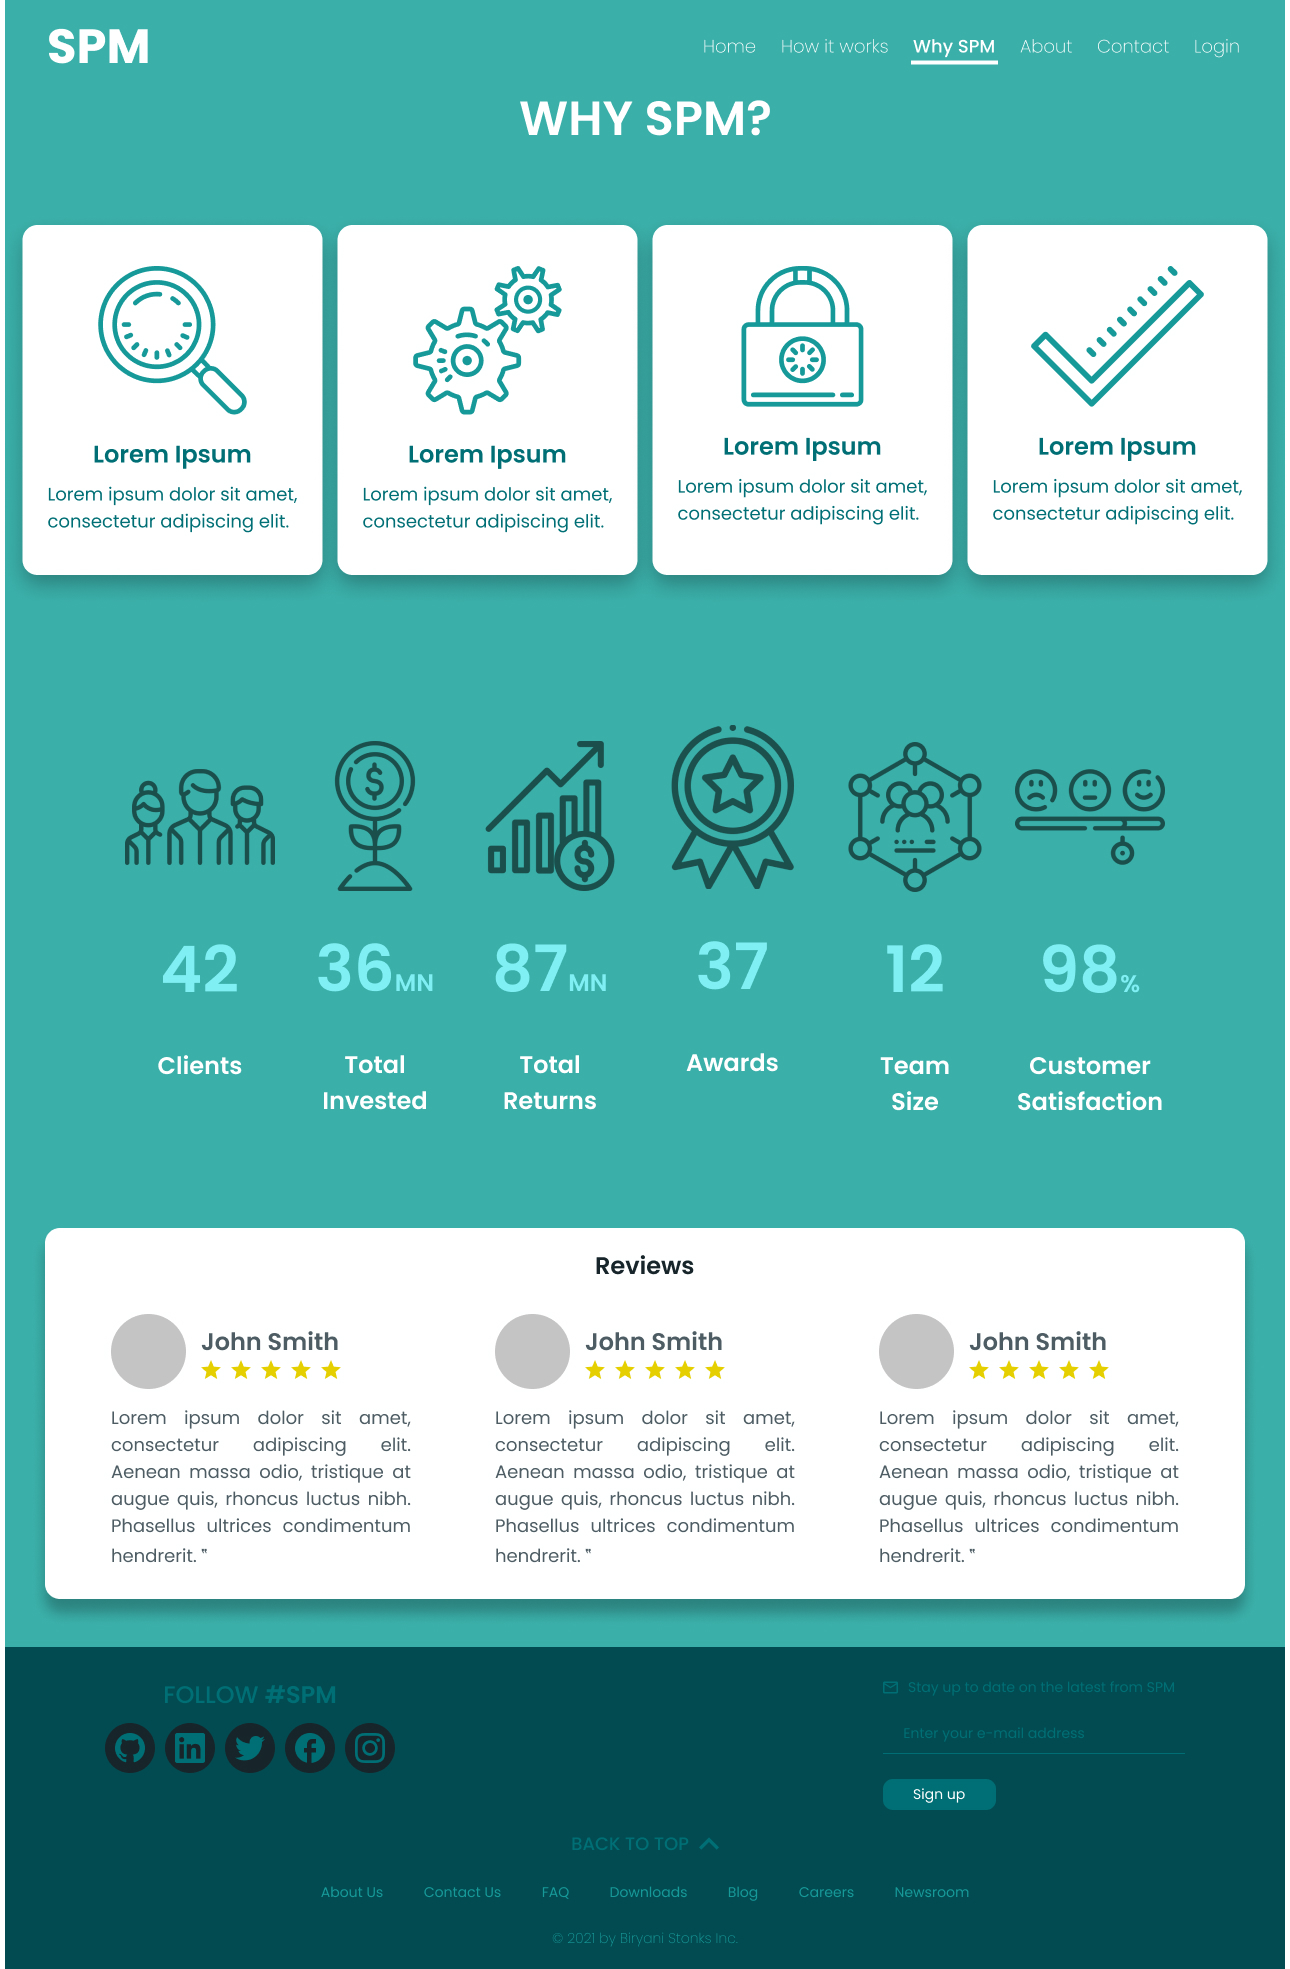 SPM
Home How it works Why SPM About Contact Login
WHY SPM?
Lorem Ipsum
Lorem ipsum dolor sit amet,
consectetur adipiscing elit.
Lorem Ipsum
Lorem ipsum dolor sit amet,
consectetur adipiscing elit.
Lorem Ipsum
Lorem ipsum dolor sit amet,
consectetur adipiscing elit.
Lorem Ipsum
Lorem ipsum dolor sit amet,
consectetur adipiscing elit.
42
Clients
36MN
Total
Invested
87MN
Total
Returns
37
Awards
12
Team
Size
98%
Customer
Satisfaction
Reviews
John Smith
Lorem ipsum dolor sit amet,
consectetur adipiscing elit.
Aenean massa odio, tristique at
augue quis, rhoncus luctus nibh.
Phasellus ultrices condimentum
hendrerit. "
John Smith
Lorem ipsum dolor sit amet,
consectetur adipiscing elit.
Aenean massa odio, tristique at
augue quis, rhoncus luctus nibh.
Phasellus ultrices condimentum
hendrerit. "
John Smith
Lorem ipsum dolor sit amet,
consectetur adipiscing elit.
Aenean massa odio, tristique at
augue quis, rhoncus luctus nibh.
Phasellus ultrices condimentum
hendrerit. "
FOLLOW #SPM
Stay up to date on the latest from SPM
Enter your e-mail address
Sign up
BACK TO TOP
About Us Contact Us FAQ Downloads Blog Careers Newsroom
© 2021 by Biryani Stonks Inc.